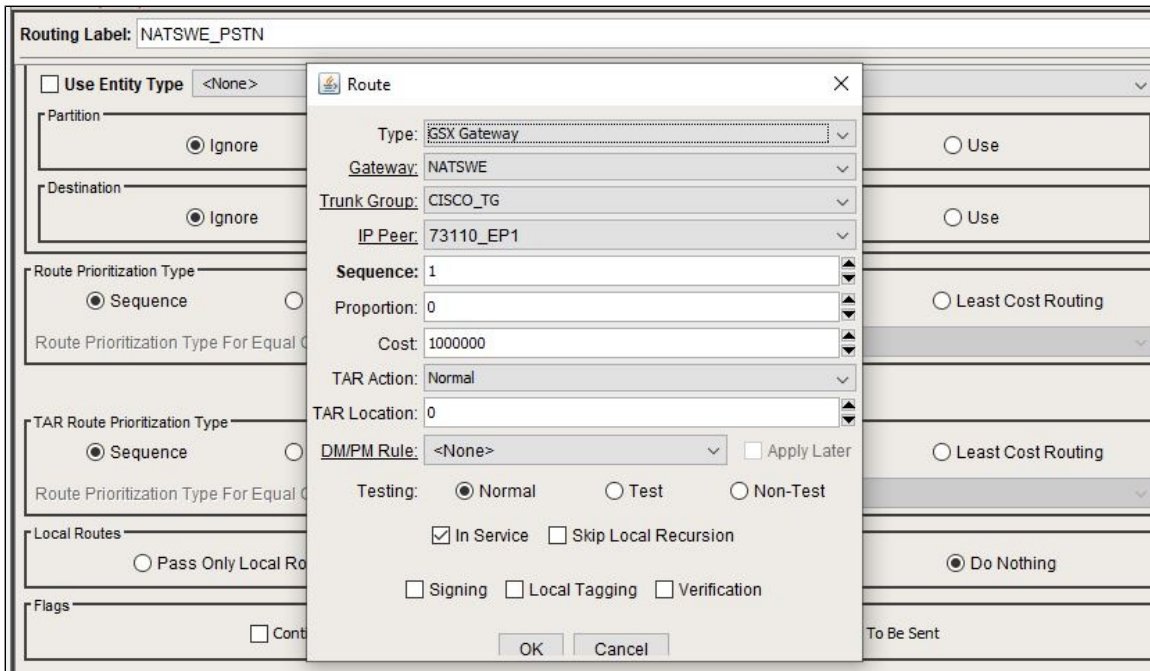 Routing Label: NATSWE_PSTN
Use Entity Type <None>
Partition
Ignore
Use
Destination
Ignore
Use
Route Prioritization Type
Sequence
Least Cost Routing
Route Prioritization Type For Equal
TAR Route Prioritization Type
Sequence
Least Cost Routing
Route Prioritization Type For Equal
Local Routes
Pass Only Local
Do Nothing
Flags
To Be Sent
Route
Type: GSX Gateway
Gateway: NATSWE
Trunk Group: CISCO_TG
IP Peer: 73110_EP1
Sequence: 1
Proportion: 0
Cost: 1000000
TAR Action: Normal
TAR Location: 0
DM/PM Rule: <None> Apply Later
Testing: Normal Test Non-Test
In Service Skip Local Recursion
Signing Local Tagging Verification
OK Cancel